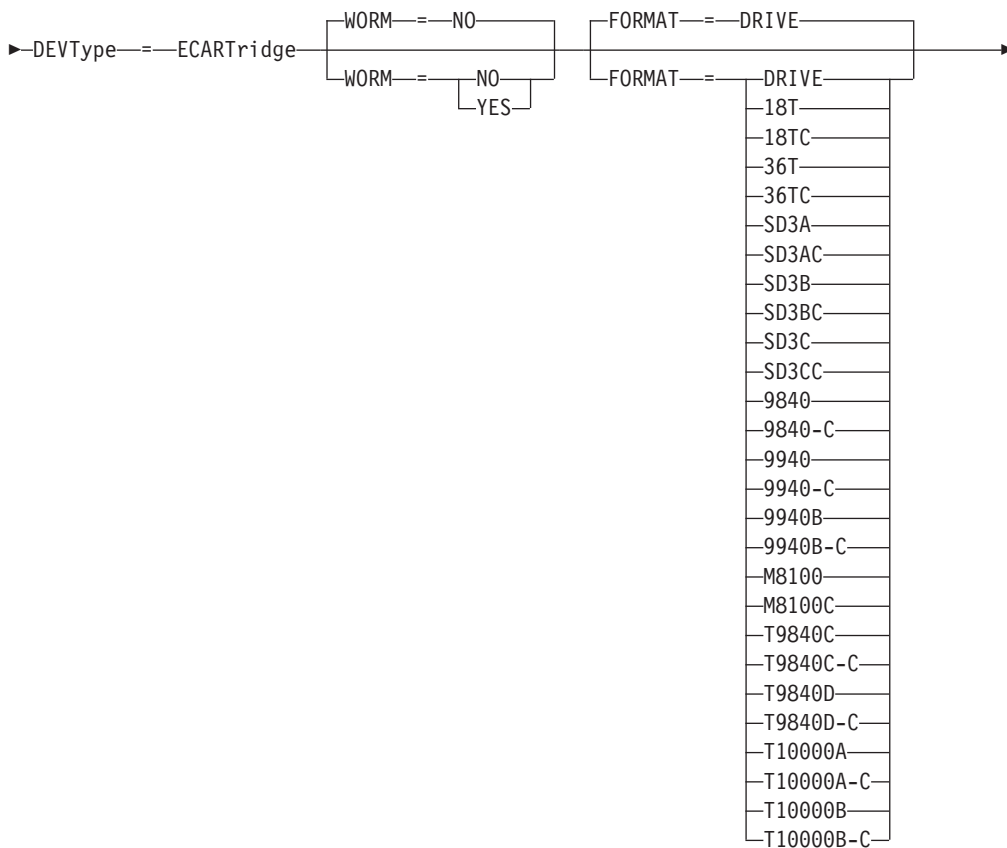 WORM = NO FORMAT = DRIVE
DEVType = ECARTridge
WORM = NO FORMAT = DRIVE
YES 18T
18TC
36T
36TC
SD3A
SD3AC
SD3B
SD3BC
SD3C
SD3CC
9840
9840-C
9940
9940-C
9940B
9940B-C
M8100
M8100C
T9840C
T9840C-C
T9840D
T9840D-C
T10000A
T10000A-C
T10000B
T10000B-C